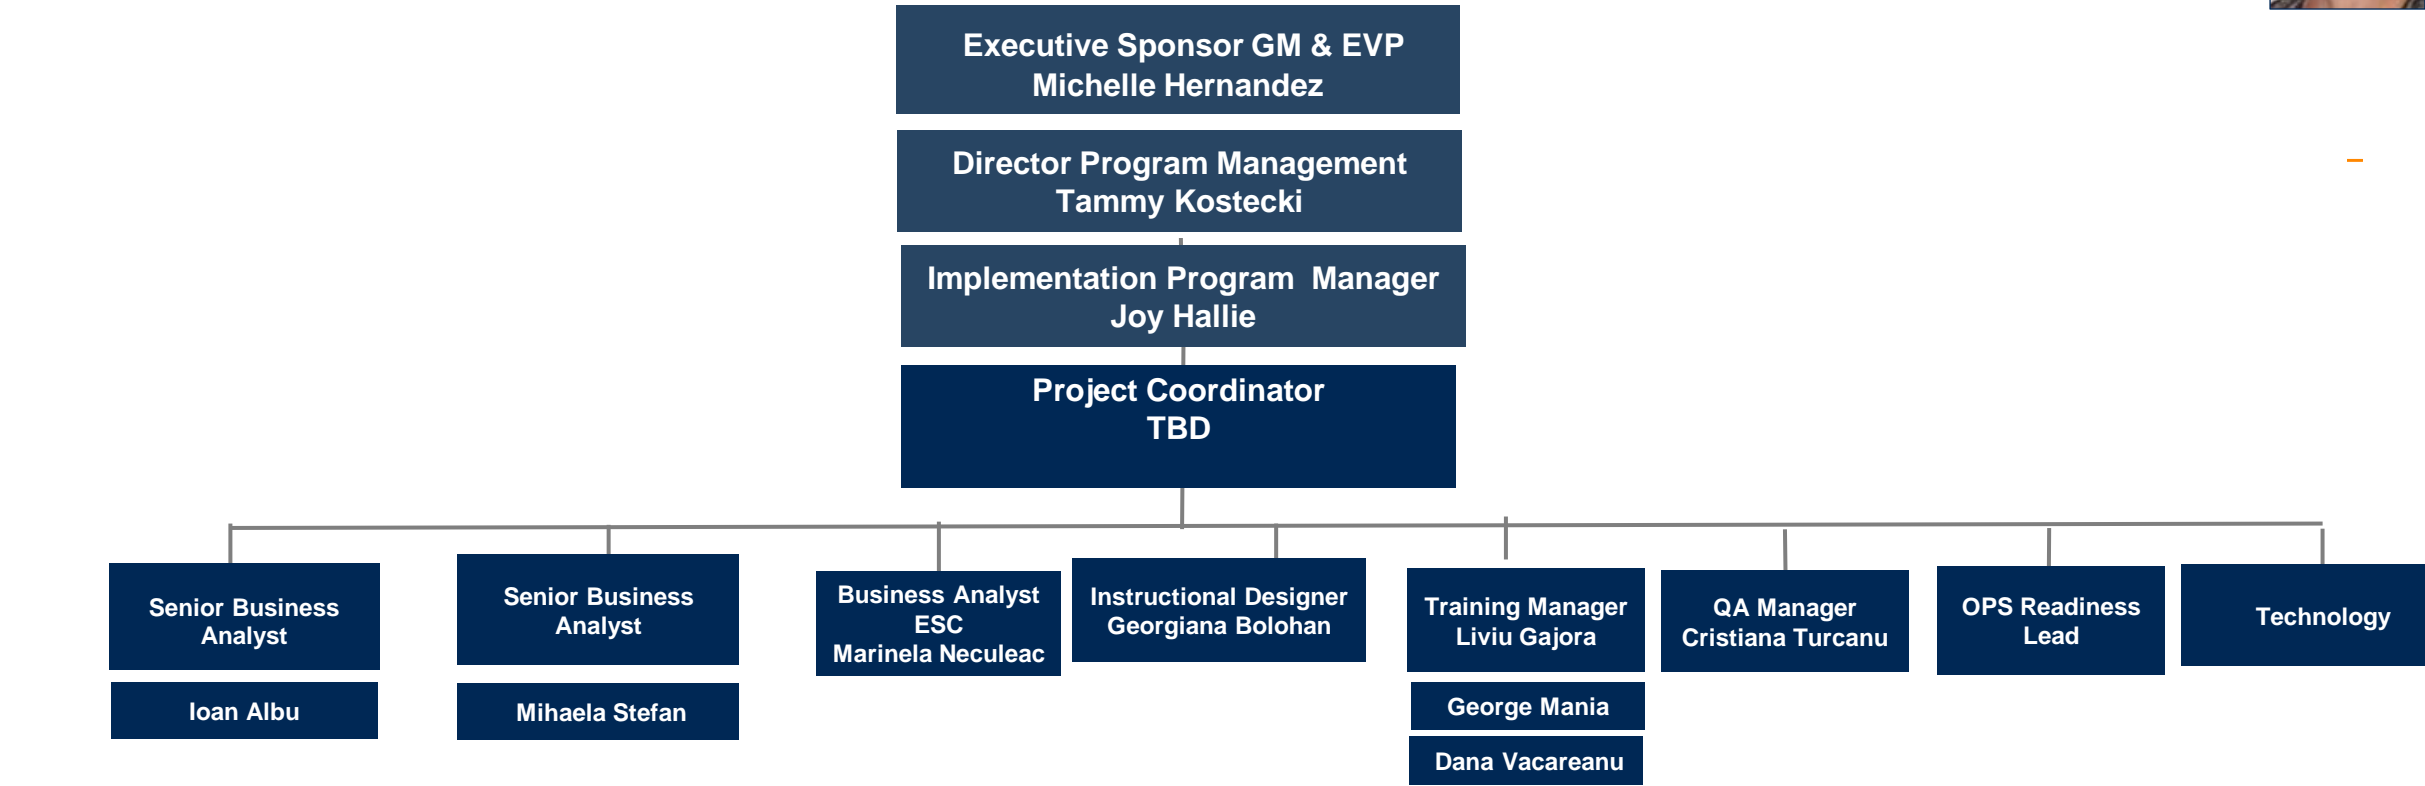 Executive Sponsor GM & EVP
Michelle Hernandez
Director Program Management
Tammy Kostecki
Implementation Program  Manager
Joy Hallie
Project Coordinator
TBD
Senior Business
Analyst
Ioan Albu
Senior Business
Analyst
Mihaela Stefan
Business Analyst
ESC
Marinela Neculeac
Instructional Designer
Georgiana Bolohan
Training Manager
Liviu Gajora
George Mania
Dana Vacareanu
QA Manager
Cristiana Turcanu
OPS Readiness
Lead
Technology